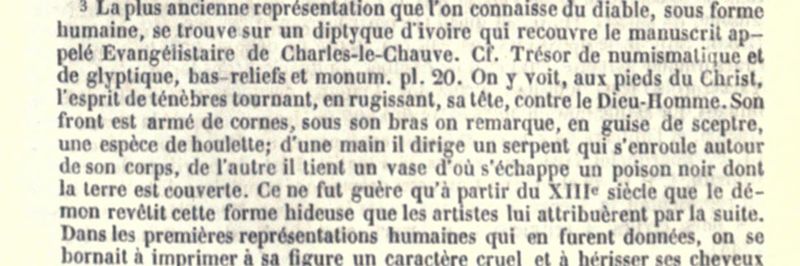 ³ La plus ancienne représentation que l'on connaisse du diable, sous forme
humaine, se trouve sur un diptyque d'ivoire qui recouvre le manuscrit ap-
pelé Evangélistaire de Charles-le-Chauve. Cf. Trésor de numismatique et
de glyptique, bas-reliefs et monum. pl. 20. On y voit, aux pieds du Christ,
l'esprit de ténèbres tournant, en rugissant, sa tête, contre le Dieu-Homme. Son
front est armé de cornes, sous son bras on remarque, en guise de sceptre,
une espèce de houlette; d'une main il dirige un serpent qui s'enroule autour
de son corps, de l'autre il tient un vase d'où s'échappe un poison noir dont
la terre est couverte. Ce ne fut guère qu'à partir du XIIIᵉ siècle que le dé-
mon revêtit cette forme hideuse que les artistes lui attribuèrent par la suite.
Dans les premières représentations humaines qui en furent données, on se
bornait à imprimer à sa figure un caractère cruel et à hérisser ses cheveux